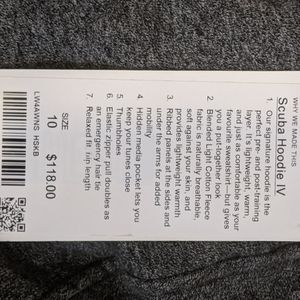 WHY WE MADE THIS
Scuba Hoodie IV
1. Our signature hoodie is the
perfect pre- and post-training
layer. It's lightweight, warm,
and just as comfortable as your
favourite sweatshirt—but gives
you a put-together look
2. Blended Light Cotton Fleece
fabric is naturally breathable,
soft against your skin, and
provides lightweight warmth
3. Ribbed panels at the sides and
under the arms for added
mobility
4. Hidden media pocket lets you
keep your tunes close
5. Thumbholes
6. Elastic zipper pull doubles as
an emergency hair tie
7. Relaxed fit, hip length
SIZE
10 $118.00
LW4AWNS HSKB